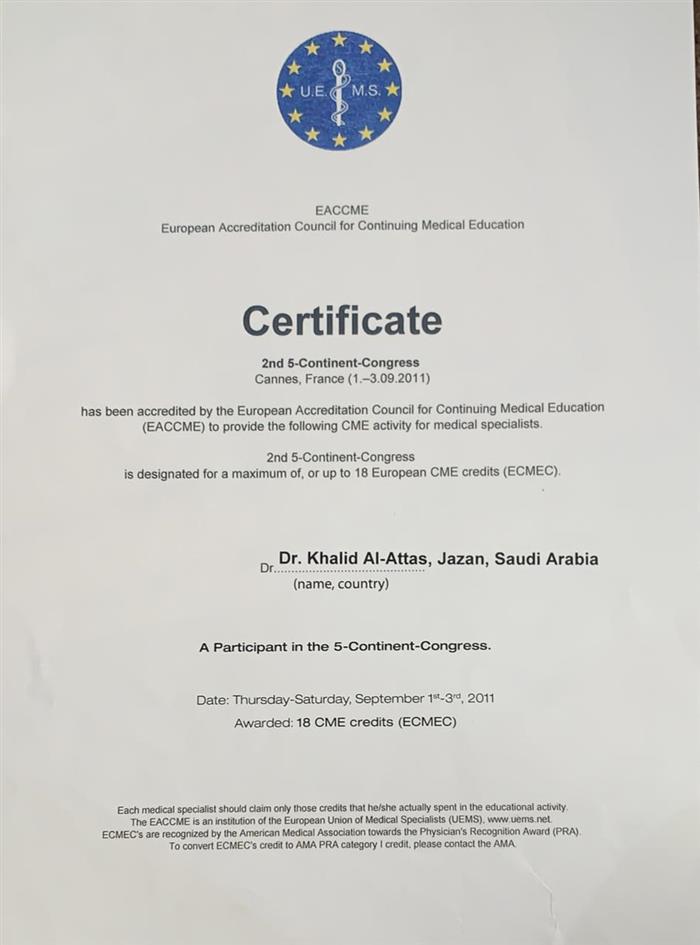 U.E. M.S.
EACCME
European Accreditation Council for Continuing Medical Education
Certificate
2nd 5-Continent-Congress
Cannes, France (1.–3.09.2011)
has been accredited by the European Accreditation Council for Continuing Medical Education
(EACCME) to provide the following CME activity for medical specialists.
2nd 5-Continent-Congress
is designated for a maximum of, or up to 18 European CME credits (ECMEC).
Dr. Dr. Khalid Al-Attas, Jazan, Saudi Arabia
(name, country)
A Participant in the 5-Continent-Congress.
Date: Thursday-Saturday, September 1st-3rd, 2011
Awarded: 18 CME credits (ECMEC)
Each medical specialist should claim only those credits that he/she actually spent in the educational activity.
The EACCME is an institution of the European Union of Medical Specialists (UEMS), www.uems.net.
ECMEC's are recognized by the American Medical Association towards the Physician's Recognition Award (PRA).
To convert ECMEC's credit to AMA PRA category I credit, please contact the AMA.